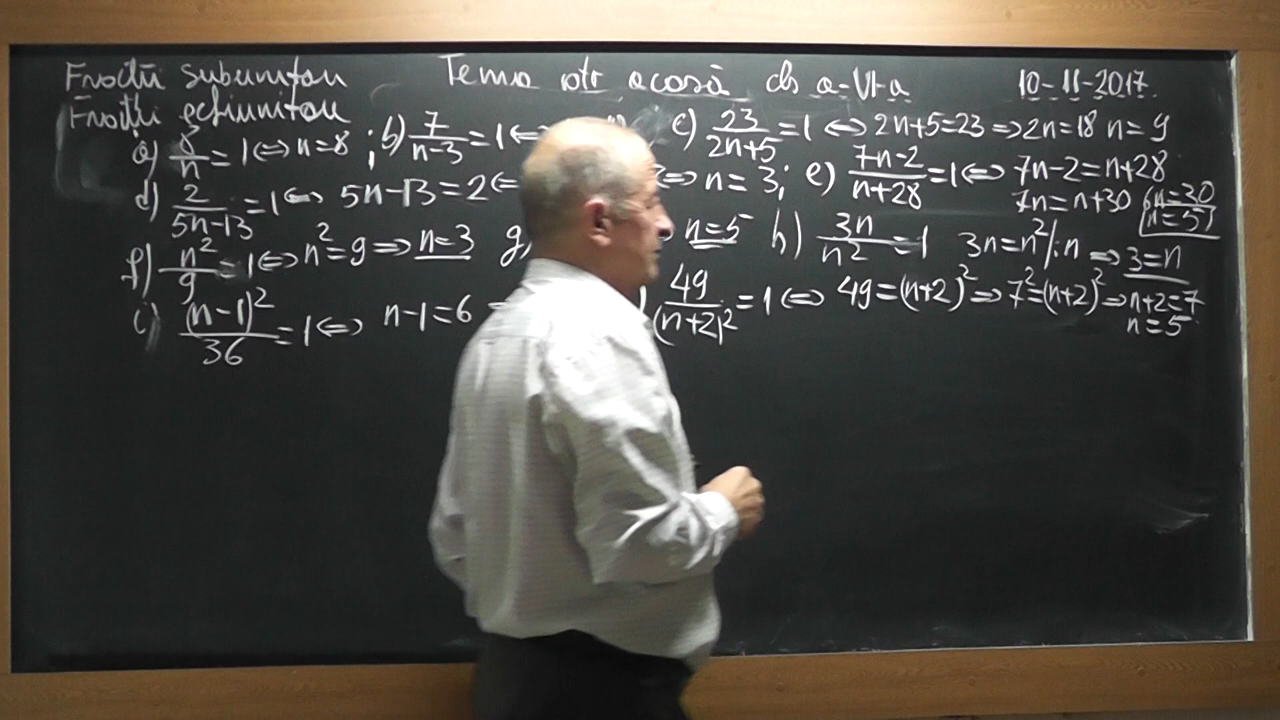 Fracții subunitare Tema ptr acasă cls a-VI-a 10-11-2017
Fracții echiunitare
a) 8/n = 1 ⇔ n = 8 ; b) 7/(n-3) = 1 ⇔ c) 23/(2n+5) = 1 ⇔ 2n+5 = 23 ⇒ 2n = 18 n = 9
d) 2/(5n-13) = 1 ⇔ 5n-13 = 2 ⇔ ⇔ n = 3; e) (7n-2)/(n+28) = 1 ⇔ 7n-2 = n+28
7n = n+30 6n = 30
n = 5
f) n²/9 = 1 ⇔ n² = 9 ⇒ n = 3 g) n = 5 h) 3n/n² = 1 3n = n² /:n ⇒ 3 = n
i) (n-1)²/36 = 1 ⇔ n-1 = 6 49/(n+2)² = 1 ⇔ 49 = (n+2)² ⇒ 7² = (n+2)² ⇒ n+2 = 7
n = 5